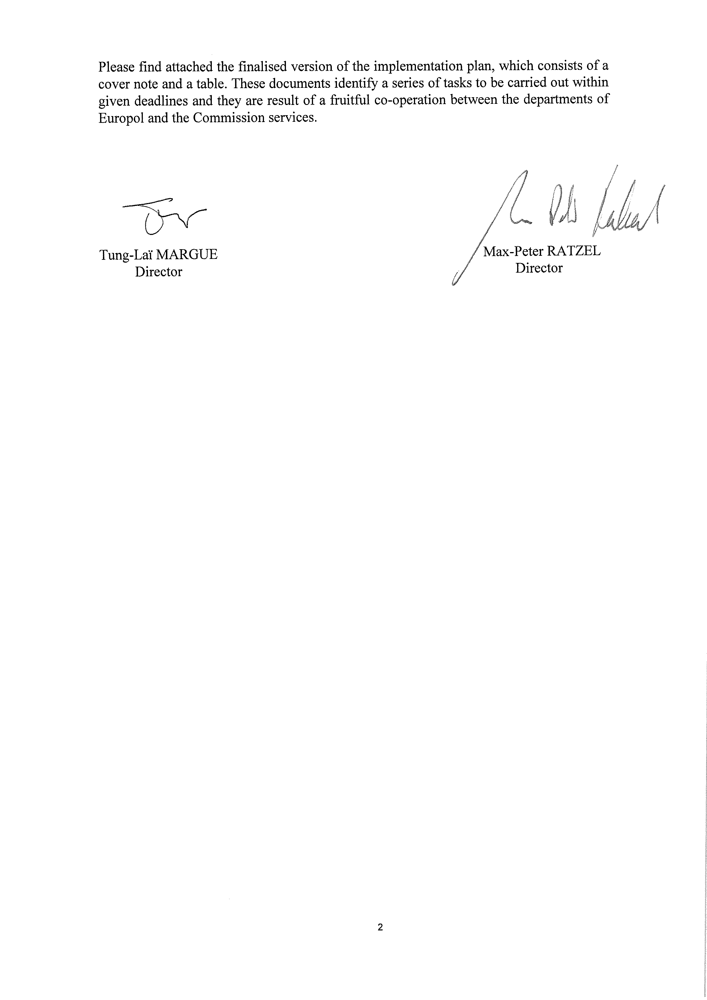 Please find attached the finalised version of the implementation plan, which consists of a
cover note and a table. These documents identify a series of tasks to be carried out within
given deadlines and they are result of a fruitful co-operation between the departments of
Europol and the Commission services.
Tung-Laï MARGUE
Director
Max-Peter RATZEL
Director
2